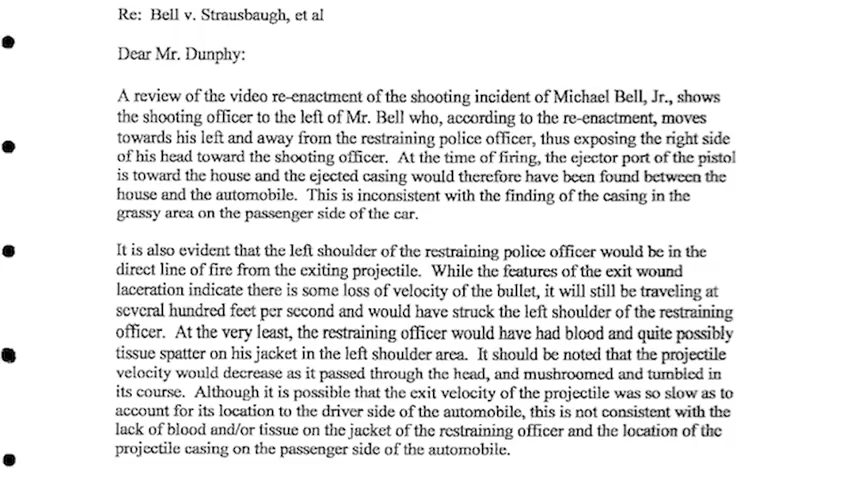 Re: Bell v. Strausbaugh, et al
Dear Mr. Dunphy:
A review of the video re-enactment of the shooting incident of Michael Bell, Jr., shows
the shooting officer to the left of Mr. Bell who, according to the re-enactment, moves
towards his left and away from the restraining police officer, thus exposing the right side
of his head toward the shooting officer. At the time of firing, the ejector port of the pistol
is toward the house and the ejected casing would therefore have been found between the
house and the automobile. This is inconsistent with the finding of the casing in the
grassy area on the passenger side of the car.
It is also evident that the left shoulder of the restraining police officer would be in the
direct line of fire from the exiting projectile. While the features of the exit wound
laceration indicate there is some loss of velocity of the bullet, it will still be traveling at
several hundred feet per second and would have struck the left shoulder of the restraining
officer. At the very least, the restraining officer would have had blood and quite possibly
tissue spatter on his jacket in the left shoulder area. It should be noted that the projectile
velocity would decrease as it passed through the head, and mushroomed and tumbled in
its course. Although it is possible that the exit velocity of the projectile was so slow as to
account for its location to the driver side of the automobile, this is not consistent with the
lack of blood and/or tissue on the jacket of the restraining officer and the location of the
projectile casing on the passenger side of the automobile.